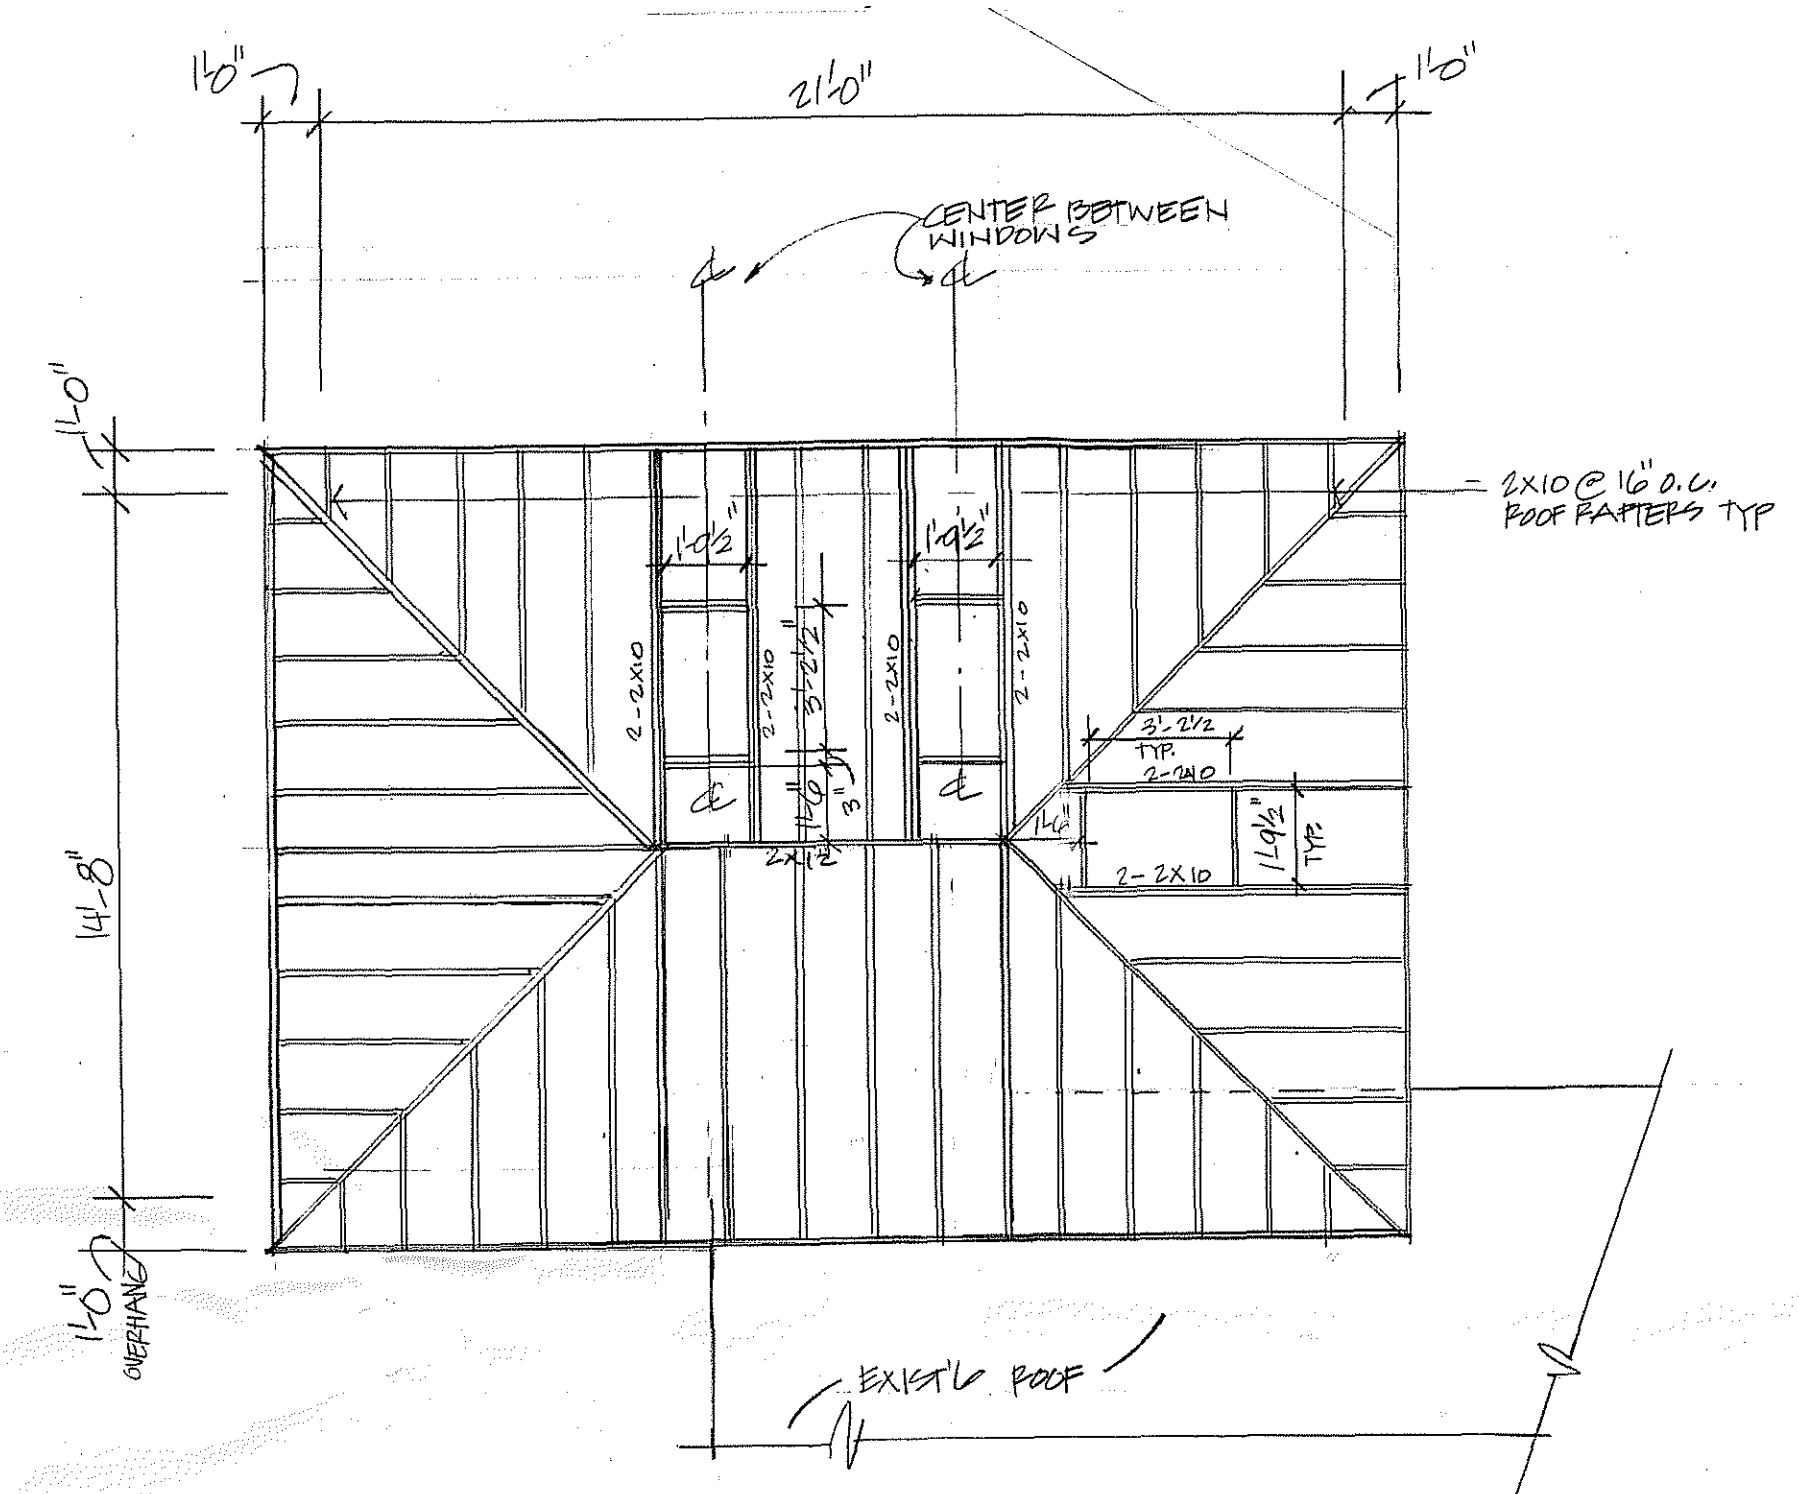 1'-0"
21'-0"
1'-0"
CENTER BETWEEN
WINDOWS
℄
℄
1'-0"
2X10 @ 16" O.C.
ROOF RAFTERS TYP
1'-0 1/2"
1'-9 1/2"
2-2X10
2-2X10
3'-2 1/2"
2-2X10
2-2X10
3'-2 1/2
TYP.
2-2X10
℄
1'-6"
3"
℄
1'-6"
1'-9 1/2"
TYP.
2X12
2-2X10
14'-8"
1'-0"
OVERHANG
EXIST'G ROOF